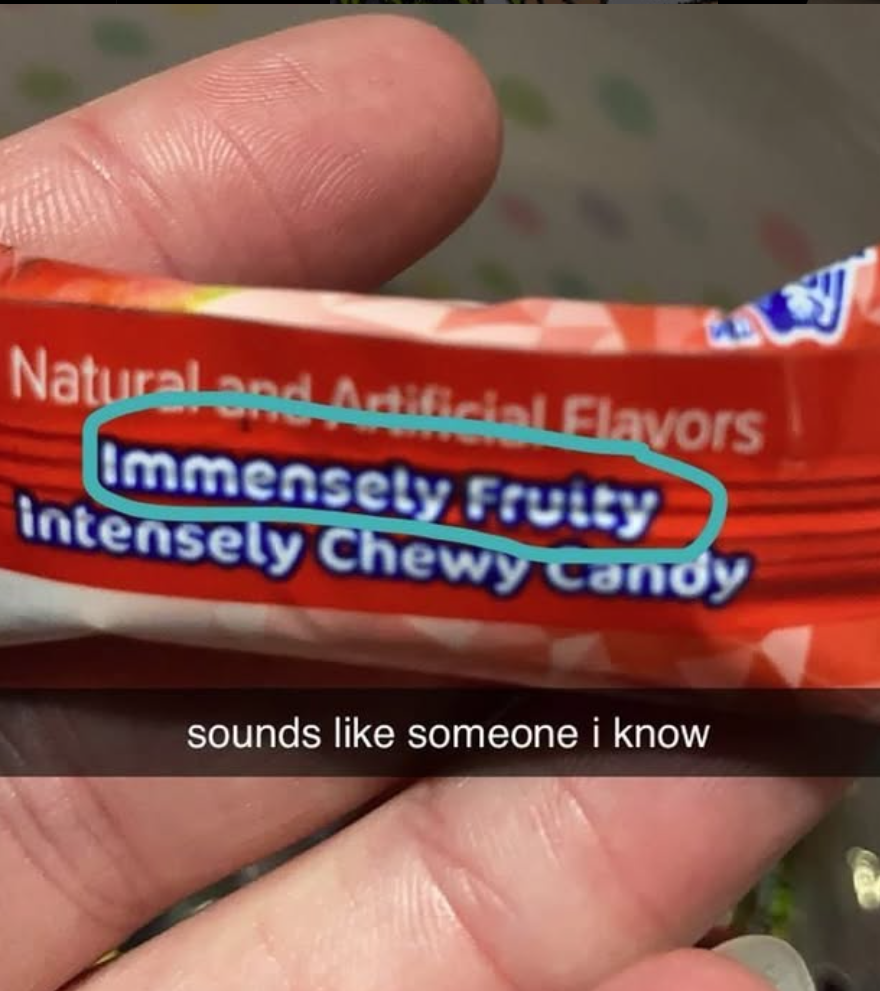 Natural and Artificial Flavors
Immensely Fruity
Intensely Chewy Candy
sounds like someone i know